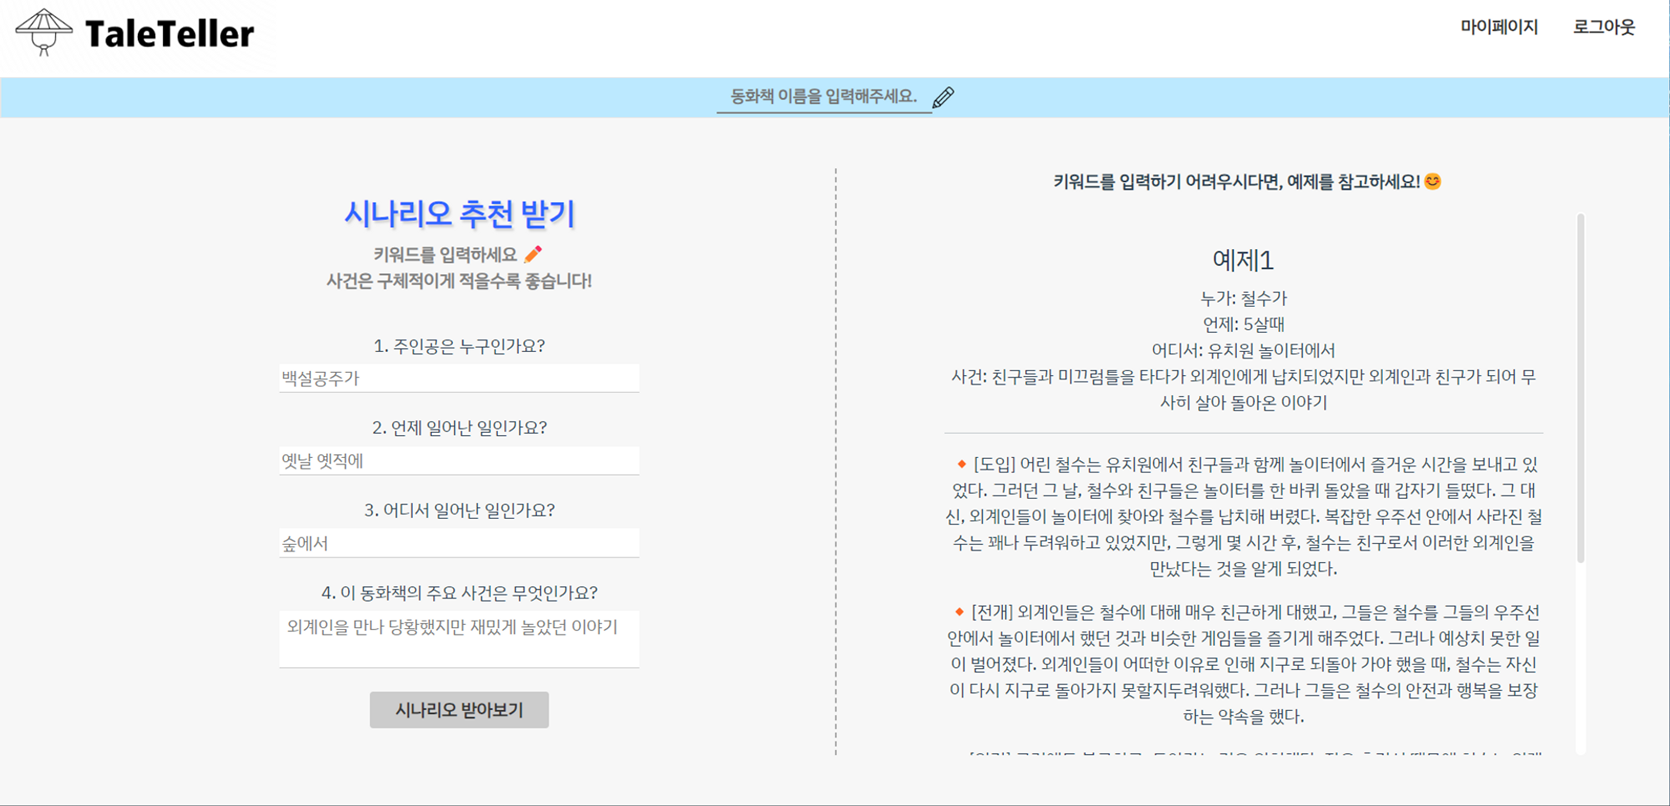 TaleTeller
마이페이지 로그아웃
동화책 이름을 입력해주세요.
시나리오 추천 받기
키워드를 입력하세요
사건은 구체적이게 적을수록 좋습니다!
1. 주인공은 누구인가요?
백설공주가
2. 언제 일어난 일인가요?
옛날 옛적에
3. 어디서 일어난 일인가요?
숲에서
4. 이 동화책의 주요 사건은 무엇인가요?
외계인을 만나 당황했지만 재밌게 놀았던 이야기
시나리오 받아보기
키워드를 입력하기 어려우시다면, 예제를 참고하세요!😊
예제1
누가: 철수가
언제: 5살때
어디서: 유치원 놀이터에서
사건: 친구들과 미끄럼틀을 타다가 외계인에게 납치되었지만 외계인과 친구가 되어 무
사히 살아 돌아온 이야기
🔸 [도입] 어린 철수는 유치원에서 친구들과 함께 놀이터에서 즐거운 시간을 보내고 있
었다. 그러던 그 날, 철수와 친구들은 놀이터를 한 바퀴 돌았을 때 갑자기 들떴다. 그 대
신, 외계인들이 놀이터에 찾아와 철수를 납치해 버렸다. 복잡한 우주선 안에서 사라진 철
수는 꽤나 두려워하고 있었지만, 그렇게 몇 시간 후, 철수는 친구로서 이러한 외계인을
만났다는 것을 알게 되었다.
🔸 [전개] 외계인들은 철수에 대해 매우 친근하게 대했고, 그들은 철수를 그들의 우주선
안에서 놀이터에서 했던 것과 비슷한 게임들을 즐기게 해주었다. 그러나 예상치 못한 일
이 벌어졌다. 외계인들이 어떠한 이유로 인해 지구로 되돌아 가야 했을 때, 철수는 자신
이 다시 지구로 돌아가지 못할지두려워했다. 그러나 그들은 철수의 안전과 행복을 보장
하는 약속을 했다.